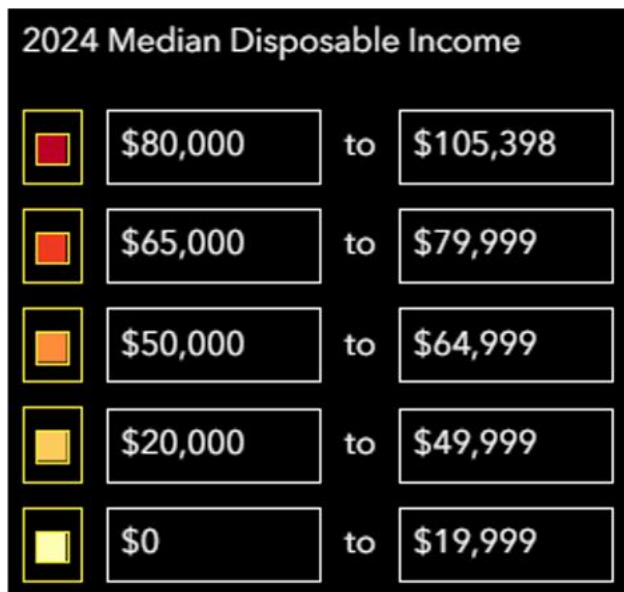 2024 Median Disposable Income
$80,000 to $105,398
$65,000 to $79,999
$50,000 to $64,999
$20,000 to $49,999
$0 to $19,999